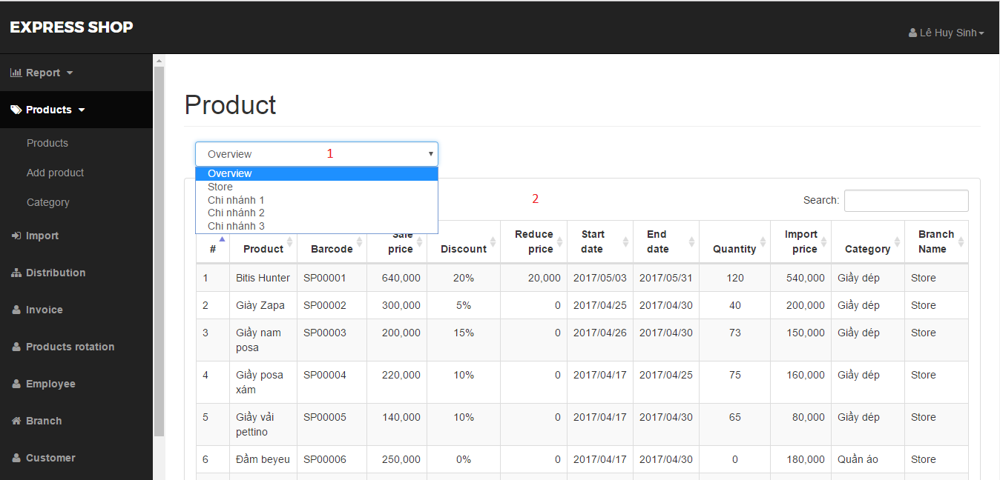 EXPRESS SHOP
Lê Huy Sinh
Report
Products
Products
Add product
Category
Import
Distribution
Invoice
Products rotation
Employee
Branch
Customer
Product
Overview 1
Overview
Store
Chi nhánh 1
Chi nhánh 2
Chi nhánh 3
2
Search:
# Product Barcode Sale price Discount Reduce price Start date End date Quantity Import price Category Branch Name
1 Bitis Hunter SP00001 640,000 20% 20,000 2017/05/03 2017/05/31 120 540,000 Giầy dép Store
2 Giày Zapa SP00002 300,000 5% 0 2017/04/25 2017/04/30 40 200,000 Giầy dép Store
3 Giầy nam posa SP00003 200,000 15% 0 2017/04/26 2017/04/30 73 150,000 Giầy dép Store
4 Giầy posa xám SP00004 220,000 10% 0 2017/04/17 2017/04/25 75 160,000 Giầy dép Store
5 Giầy vải pettino SP00005 140,000 10% 0 2017/04/17 2017/04/30 65 80,000 Giầy dép Store
6 Đầm beyeu SP00006 250,000 0% 0 2017/04/17 2017/04/30 0 180,000 Quần áo Store